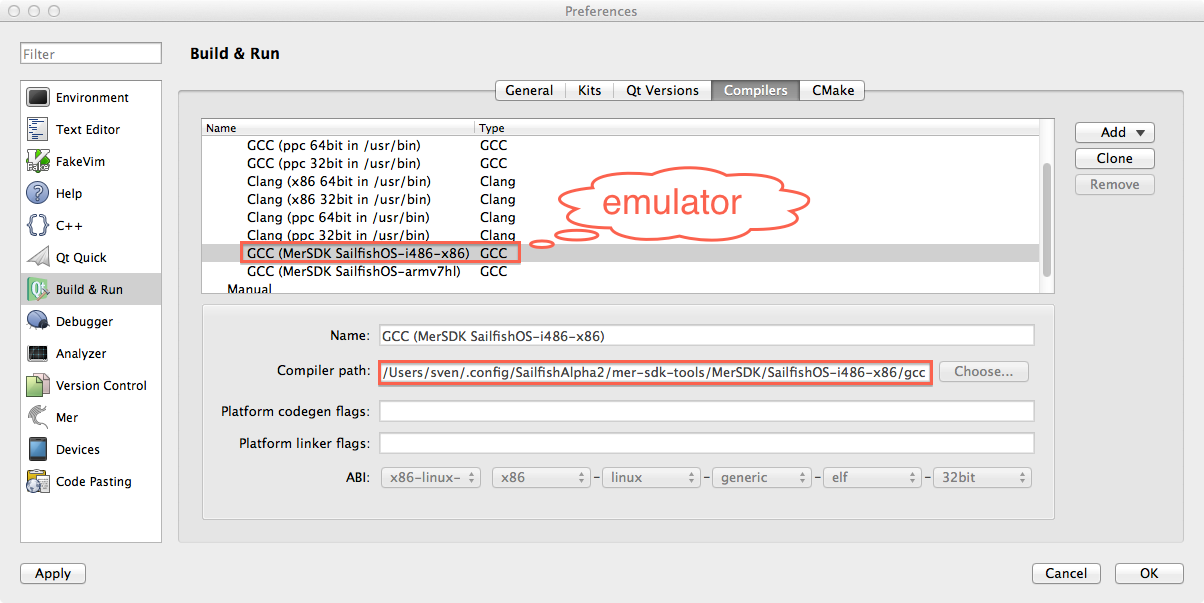 Preferences
Filter
Build & Run
Environment
Text Editor
FakeVim
Help
C++
Qt Quick
Build & Run
Debugger
Analyzer
Version Control
Mer
Devices
Code Pasting
General Kits Qt Versions Compilers CMake
Name Type
GCC (ppc 64bit in /usr/bin) GCC
GCC (ppc 32bit in /usr/bin) GCC
Clang (x86 64bit in /usr/bin) Clang
Clang (x86 32bit in /usr/bin) Clang
Clang (ppc 64bit in /usr/bin) Clang
Clang (ppc 32bit in /usr/bin) Clang
GCC (MerSDK SailfishOS-i486-x86) GCC
GCC (MerSDK SailfishOS-armv7hl) GCC
Manual
emulator
Add
Clone
Remove
Name: GCC (MerSDK SailfishOS-i486-x86)
Compiler path: /Users/sven/.config/SailfishAlpha2/mer-sdk-tools/MerSDK/SailfishOS-i486-x86/gcc Choose...
Platform codegen flags:
Platform linker flags:
ABI: x86-linux- x86 - linux - generic - elf - 32bit
Apply Cancel OK